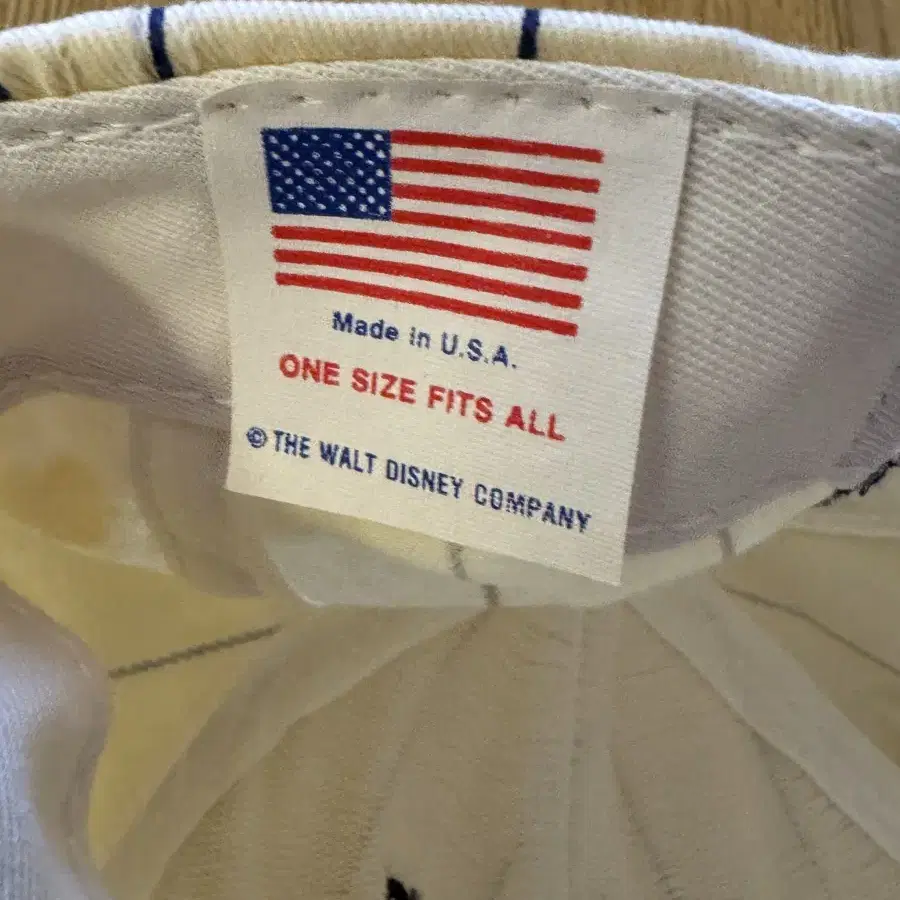 Made in U.S.A.
ONE SIZE FITS ALL
© THE WALT DISNEY COMPANY